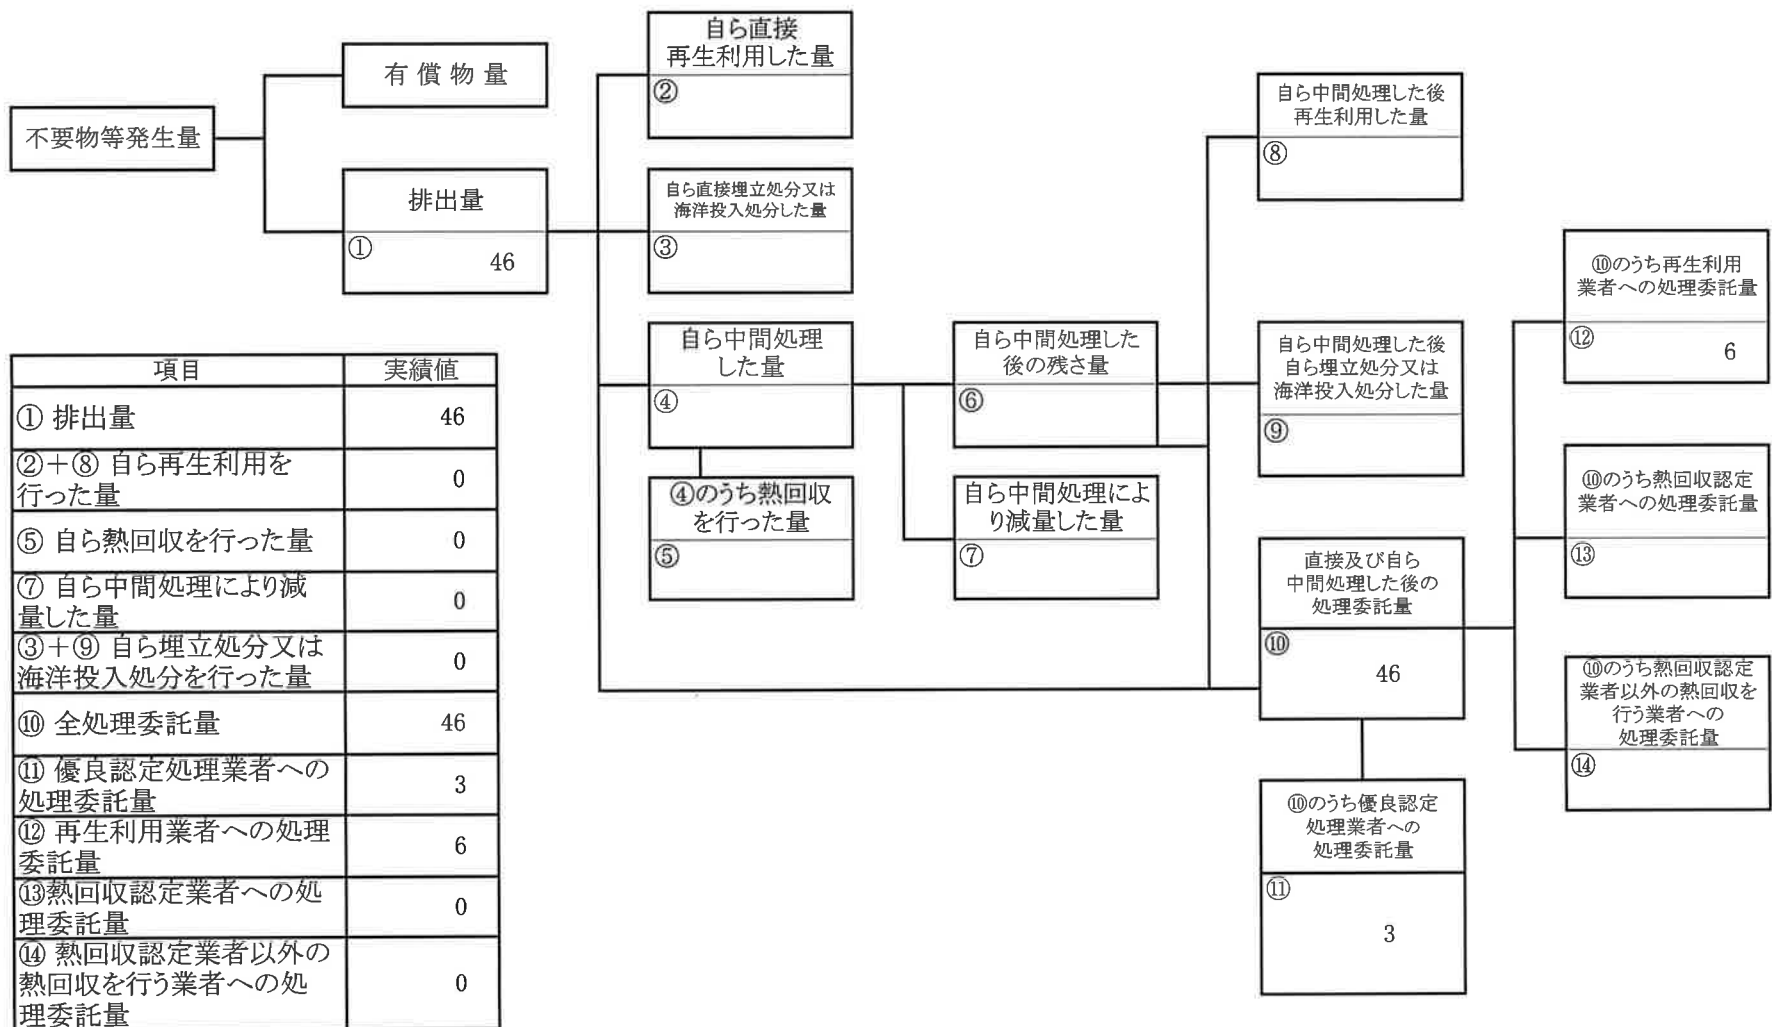 不要物等発生量
有償物量
排出量
①
46
自ら直接
再生利用した量
②
自ら直接埋立処分又は
海洋投入処分した量
③
自ら中間処理
した量
④
④のうち熱回収
を行った量
⑤
自ら中間処理した
後の残さ量
⑥
自ら中間処理によ
り減量した量
⑦
自ら中間処理した後
再生利用した量
⑧
自ら中間処理した後
自ら埋立処分又は
海洋投入処分した量
⑨
直接及び自ら
中間処理した後の
処理委託量
⑩
46
⑩のうち優良認定
処理業者への
処理委託量
⑪
3
⑩のうち再生利用
業者への処理委託量
⑫
6
⑩のうち熱回収認定
業者への処理委託量
⑬
⑩のうち熱回収認定
業者以外の熱回収を
行う業者への
処理委託量
⑭
項目 実績値
① 排出量 46
②＋⑧ 自ら再生利用を
行った量 0
⑤ 自ら熱回収を行った量 0
⑦ 自ら中間処理により減
量した量 0
③＋⑨ 自ら埋立処分又は
海洋投入処分を行った量 0
⑩ 全処理委託量 46
⑪ 優良認定処理業者への
処理委託量 3
⑫ 再生利用業者への処理
委託量 6
⑬熱回収認定業者への処
理委託量 0
⑭ 熱回収認定業者以外の
熱回収を行う業者への処
理委託量 0